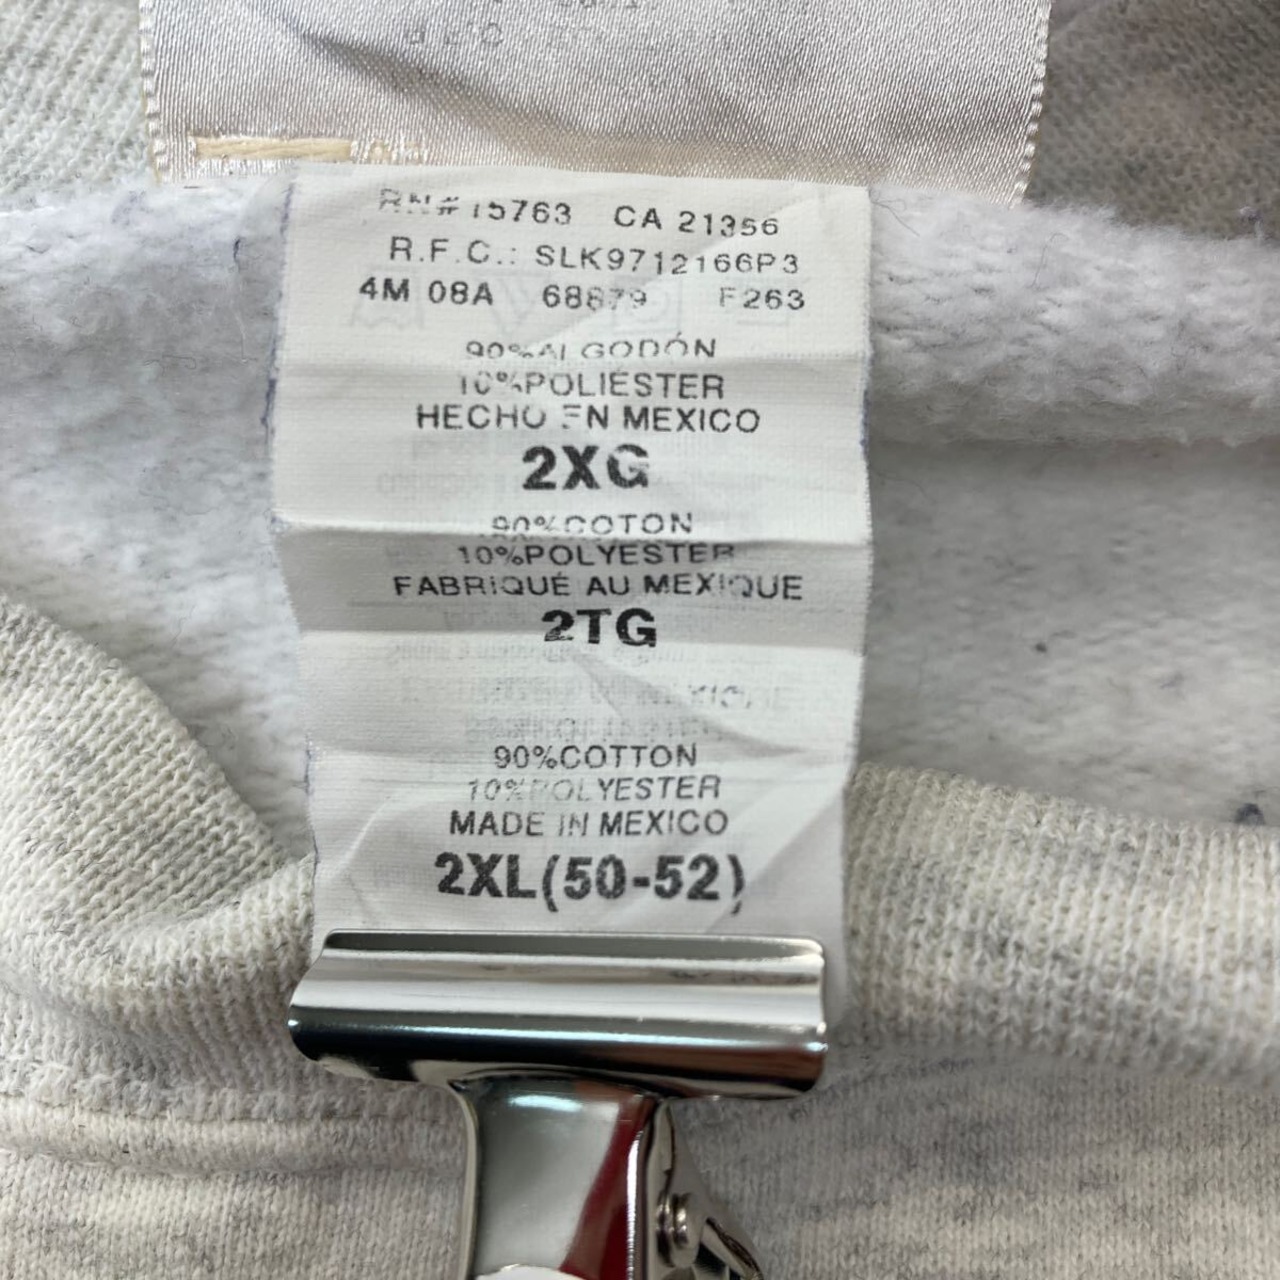 RN#15763 CA 21356
R.F.C.: SLK9712166P3
4M 08A 68879 F263
90%ALGODÓN
10%POLIÉSTER
HECHO EN MEXICO
2XG
90%COTON
10%POLYESTER
FABRIQUÉ AU MEXIQUE
2TG
90%COTTON
10%POLYESTER
MADE IN MEXICO
2XL(50-52)